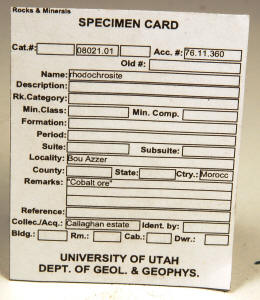 Rocks & Minerals
SPECIMEN CARD
Cat.#: 08021.01 Acc. #: 76.11.360
Old #:
Name: rhodochrosite
Description:
Rk.Category:
Class: Min. Comp.
Formation:
Period:
Suite: Subsuite:
Locality: Bou Azzer
County: State: Ctry.: Morocc
Remarks: "Cobalt ore"
Reference:
Collec./Acq.: Callaghan estate Ident. by:
Bldg.: Rm.: Cab.: Dwr.:
UNIVERSITY OF UTAH
DEPT. OF GEOL. & GEOPHYS.